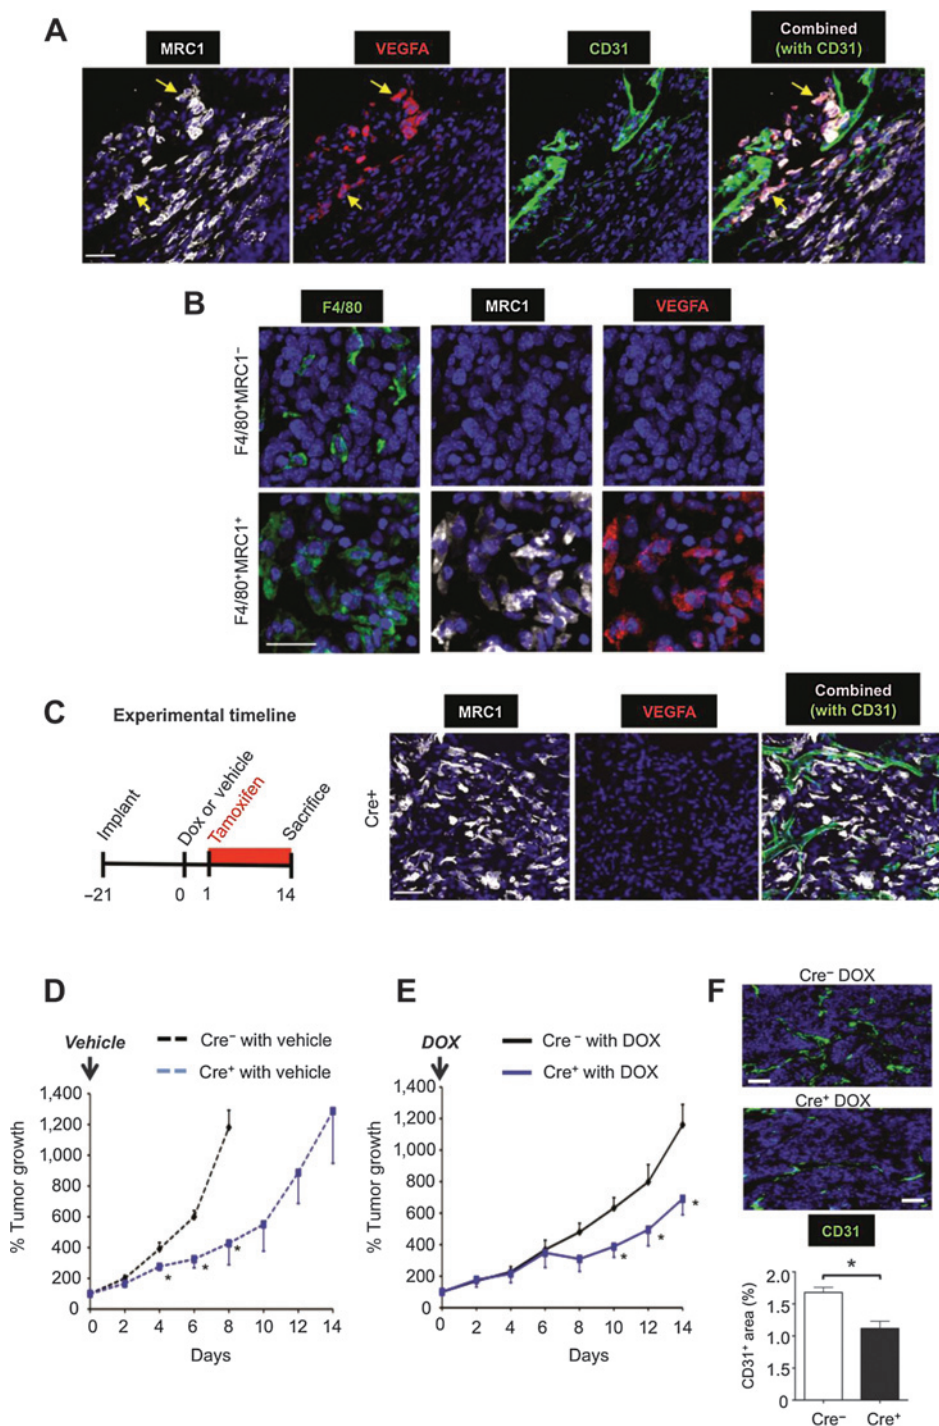 A
MRC1
VEGFA
CD31
Combined
(with CD31)
B
F4/80
MRC1
VEGFA
F4/80⁺MRC1⁻
F4/80⁺MRC1⁺
C
Experimental timeline
Implant
Dox or vehicle
Tamoxifen
Sacrifice
–21
0
1
14
MRC1
VEGFA
Combined
(with CD31)
Cre+
D
Vehicle
Cre⁻ with vehicle
Cre⁺ with vehicle
% Tumor growth
1,400
1,200
1,000
800
600
400
200
0
* * *
0 2 4 6 8 10 12 14
Days
E
DOX
Cre⁻ with DOX
Cre⁺ with DOX
% Tumor growth
1,400
1,200
1,000
800
600
400
200
0
* * *
0 2 4 6 8 10 12 14
Days
F
Cre⁻ DOX
Cre⁺ DOX
CD31
CD31⁺ area (%)
2.0
1.5
1.0
1.5
0
*
Cre⁻ Cre⁺